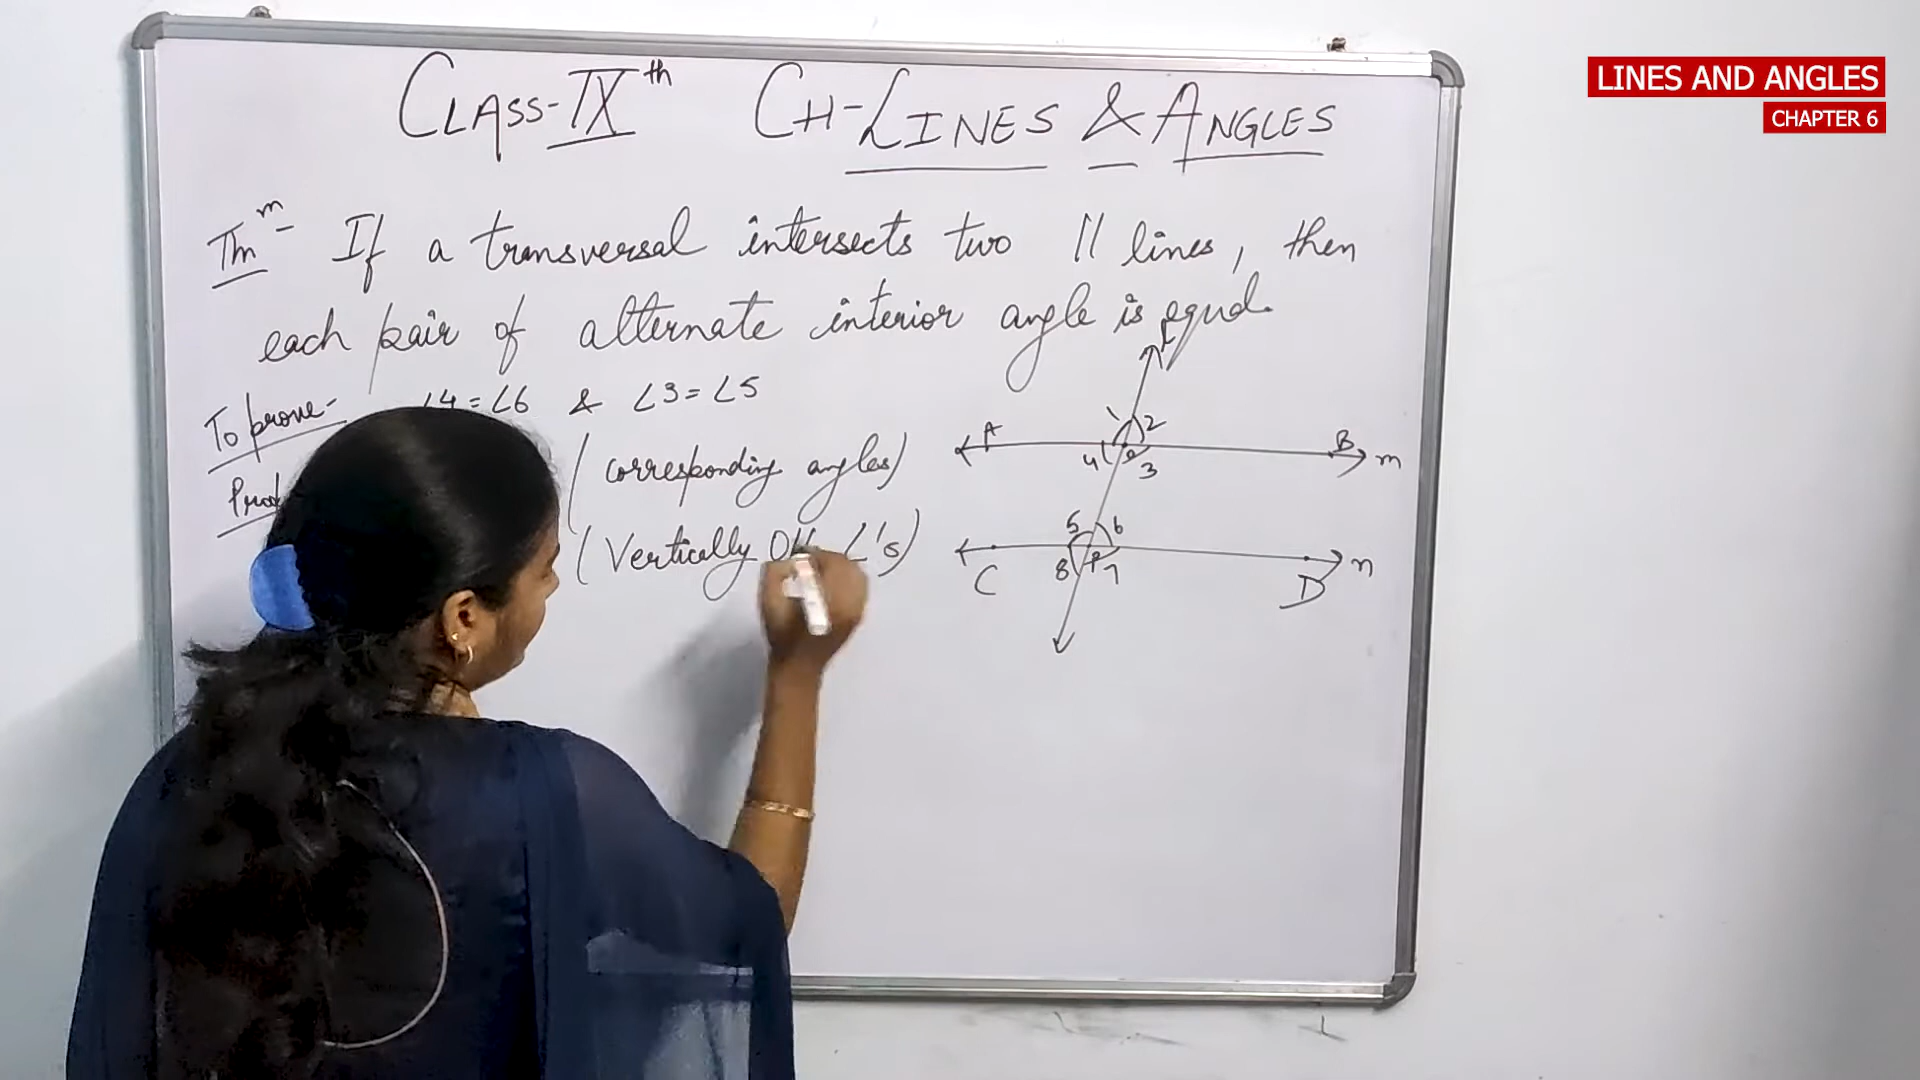 LINES AND ANGLES
CHAPTER 6
CLASS-IXth CH-LINES & ANGLES
Thm- If a transversal intersects two || lines, then
each pair of alternate interior angle is equal.
To prove- ∠4=∠6 & ∠3=∠5
(corresponding angles)
(Vertically Opp ∠'s)
1 2
A B m
4 3
5 6
C D n
8 P 7